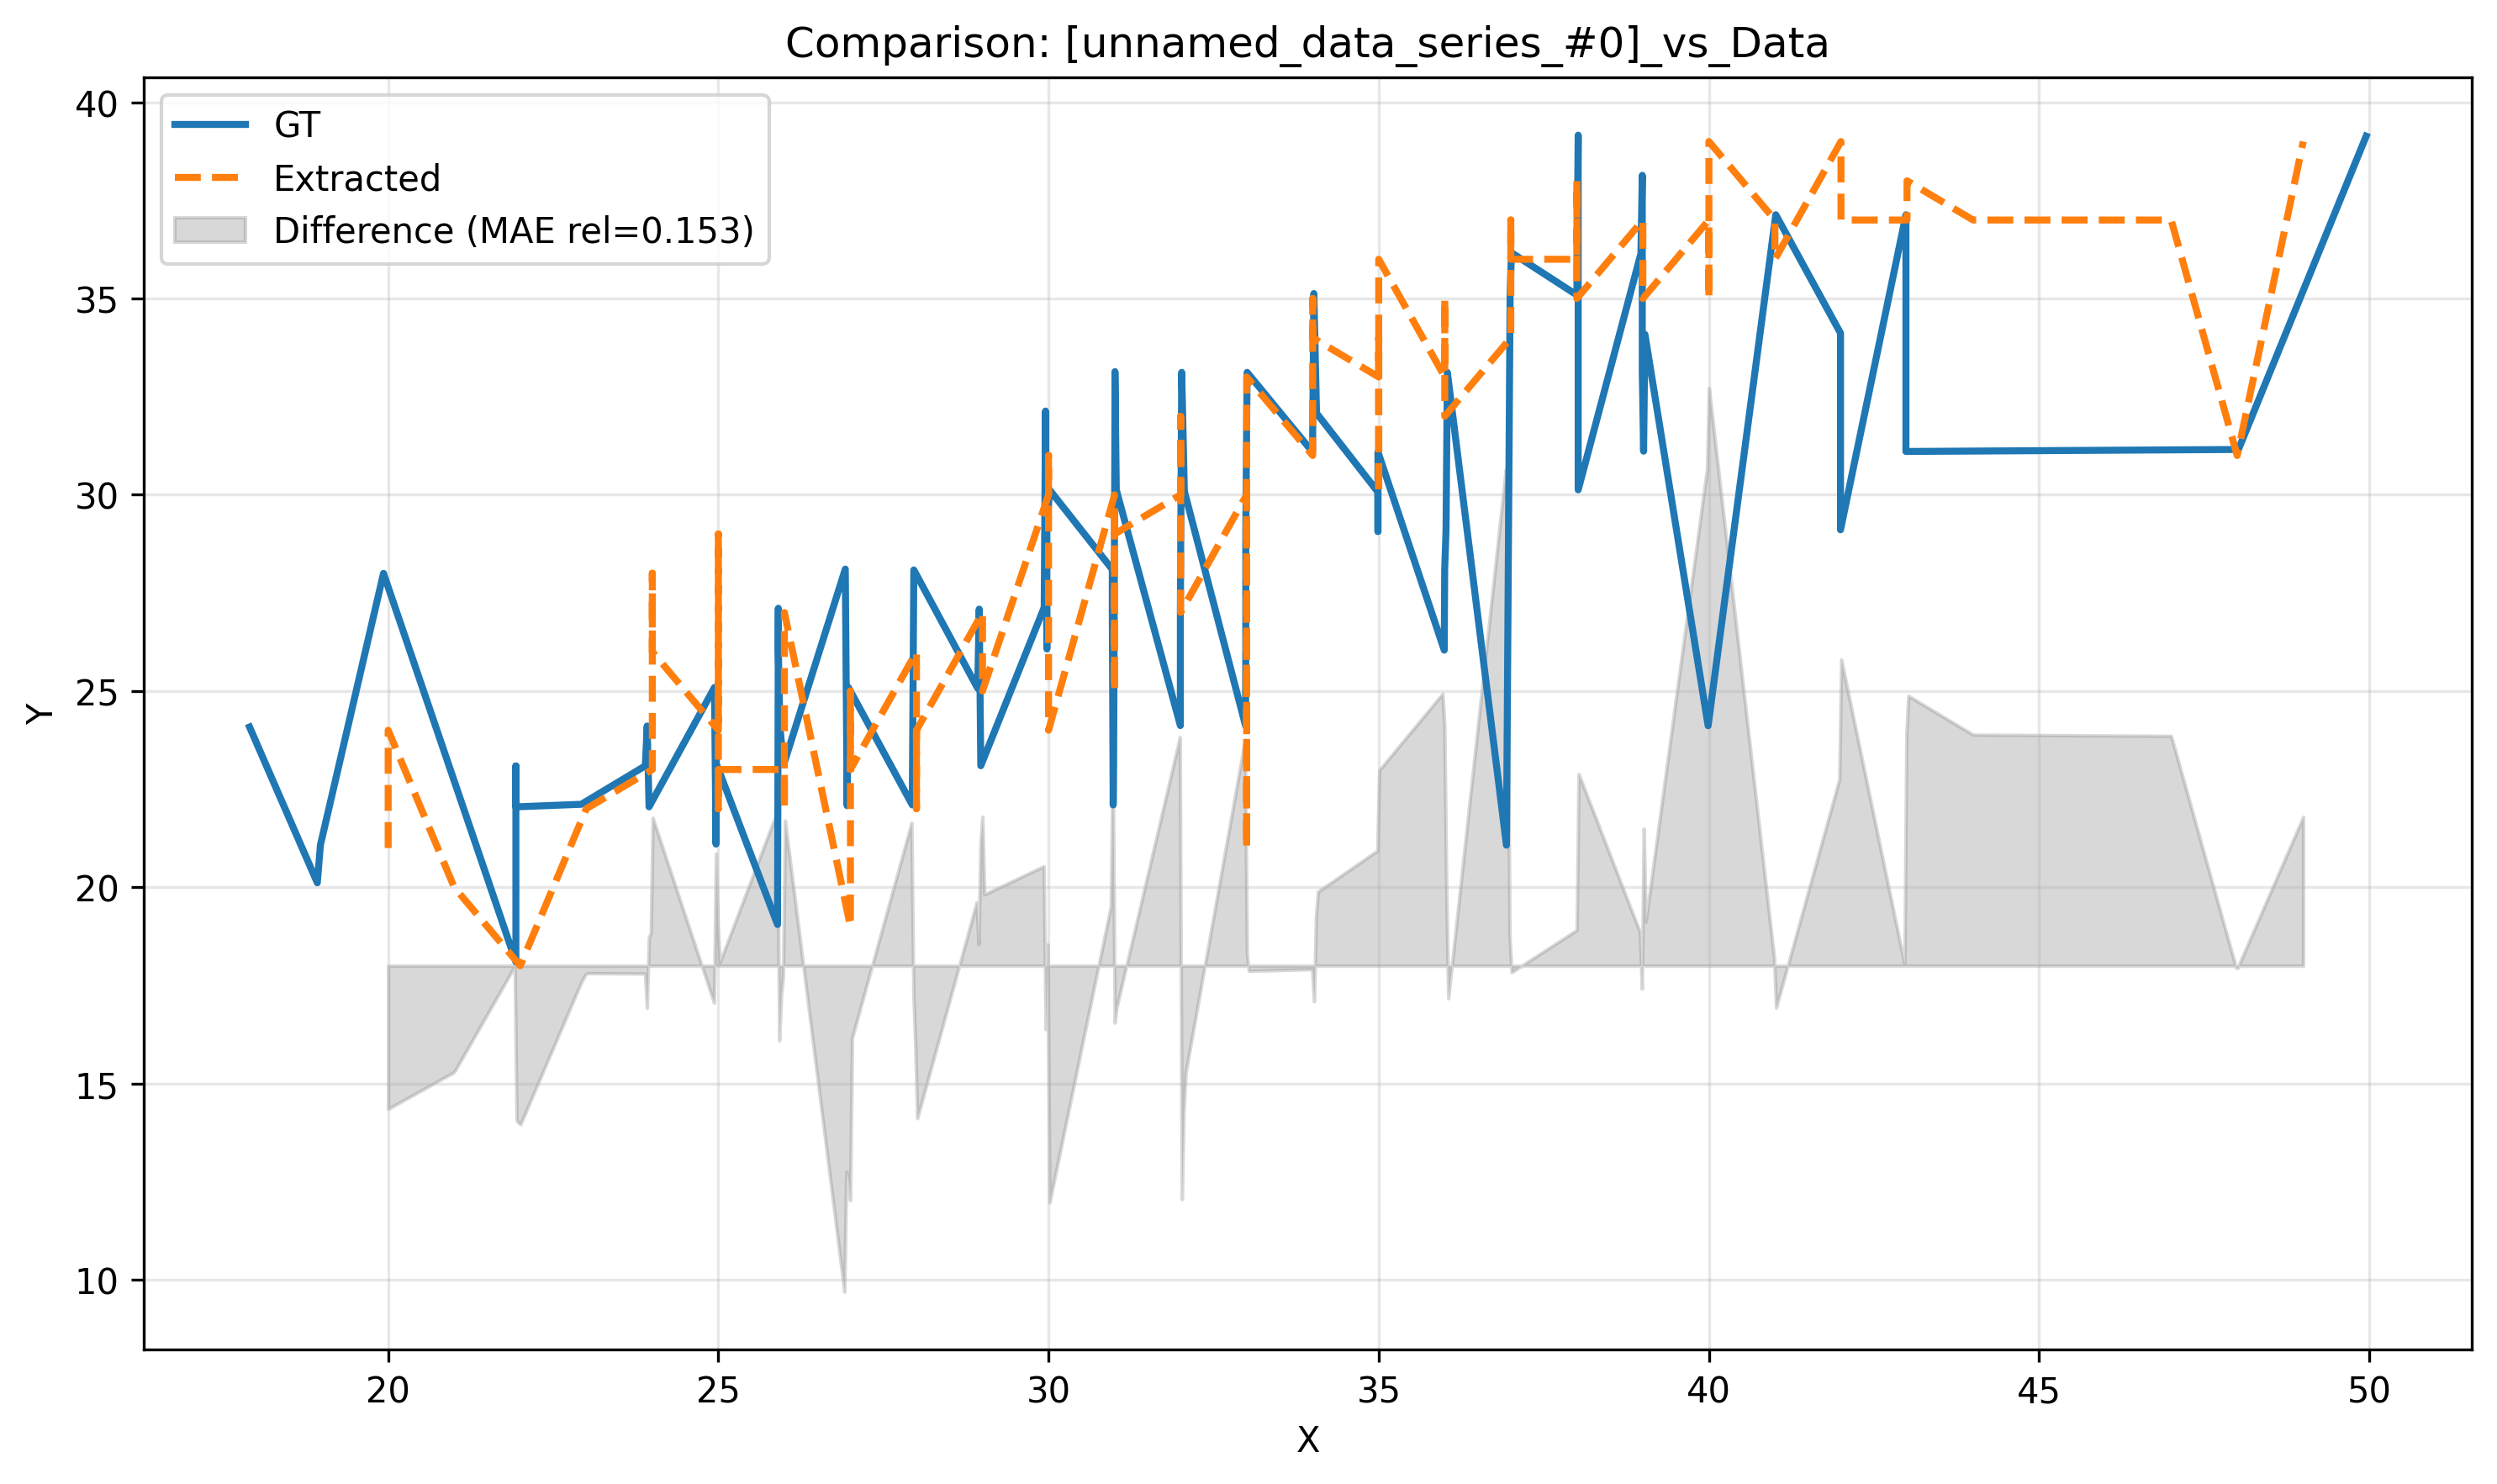 Comparison: [unnamed_data_series_#0]_vs_Data
GT
Extracted
Difference (MAE rel=0.153)
Y
40
35
30
25
20
15
10
20 25 30 35 40 45 50
X